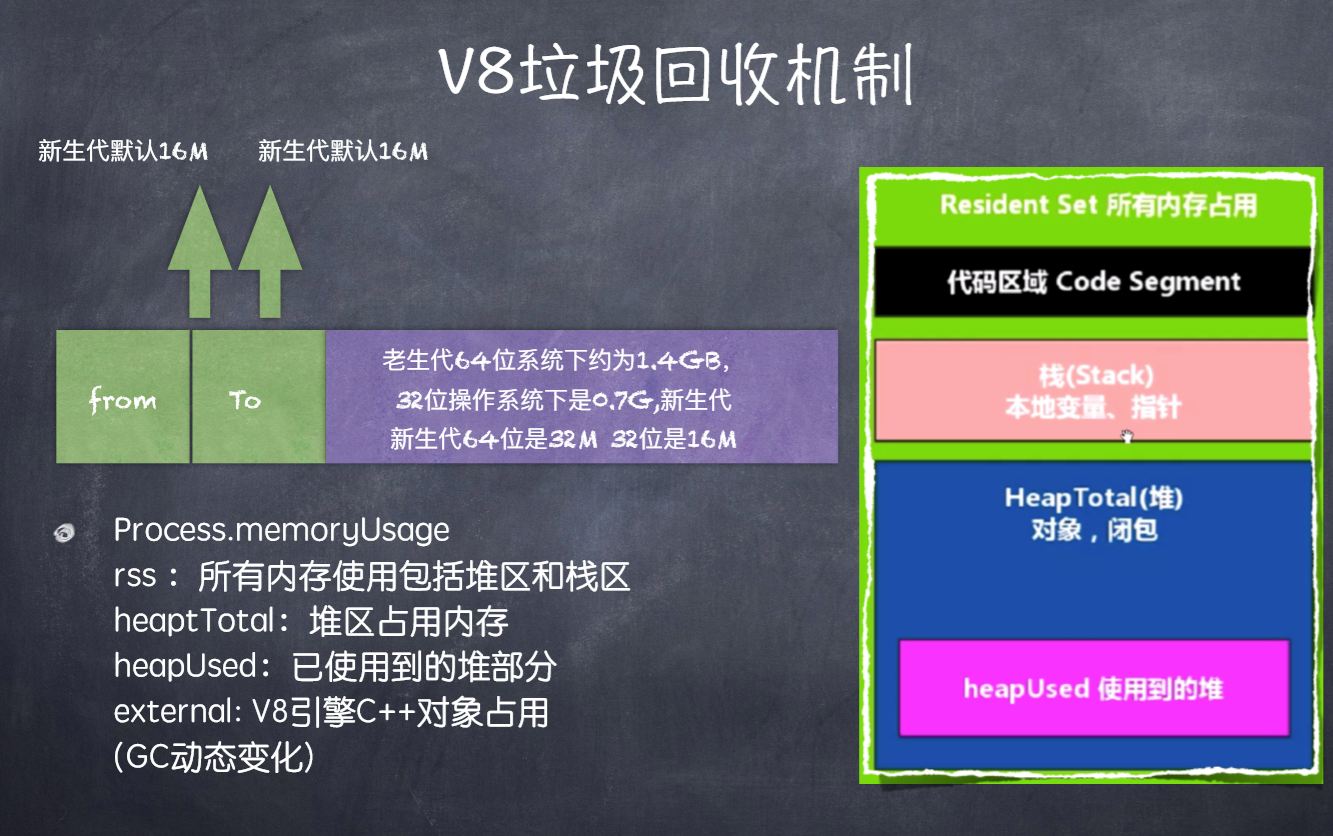 V8垃圾回收机制
新生代默认16M
新生代默认16M
from
To
老生代64位系统下约为1.4GB,
32位操作系统下是0.7G,新生代
新生代64位是32M 32位是16M
Process.memoryUsage
rss： 所有内存使用包括堆区和栈区
heaptTotal：堆区占用内存
heapUsed：已使用到的堆部分
external: V8引擎C++对象占用
(GC动态变化)
Resident Set 所有内存占用
代码区域 Code Segment
栈(Stack)
本地变量、指针
HeapTotal(堆)
对象，闭包
heapUsed 使用到的堆